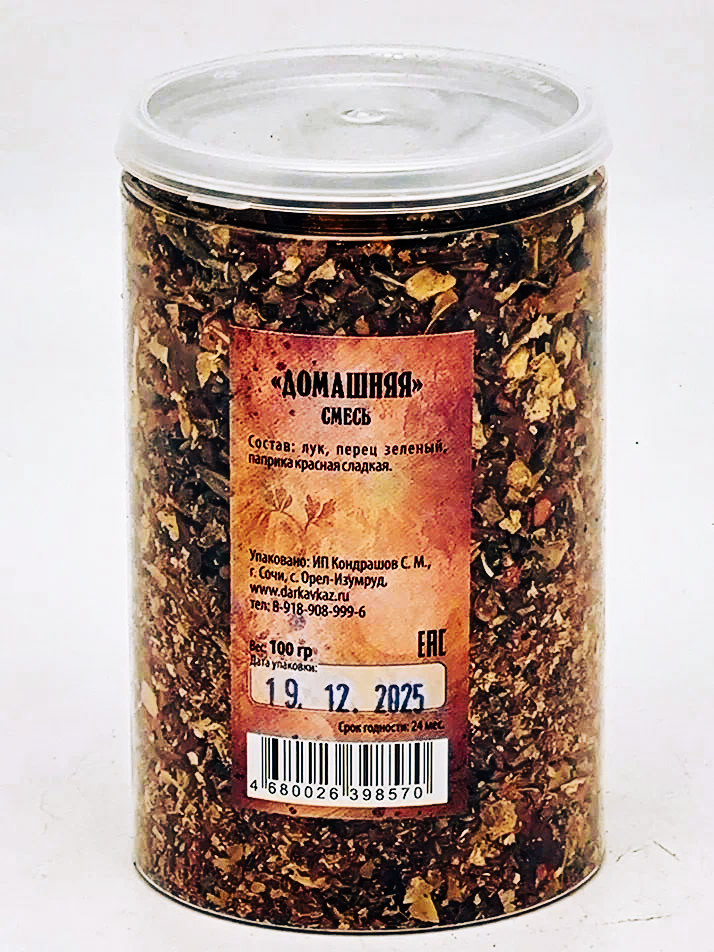 «ДОМАШНЯЯ»
СМЕСЬ
Состав: лук, перец зеленый,
паприка красная сладкая.
Упаковано: ИП Кондрашов С. М.,
г. Сочи, с. Орел-Изумруд,
www.darkavkaz.ru
тел: 8-918-908-999-6
Вес: 100 гр
EAC
Дата упаковки:
19. 12. 2025
Срок годности: 24 мес.
4 680026 398570